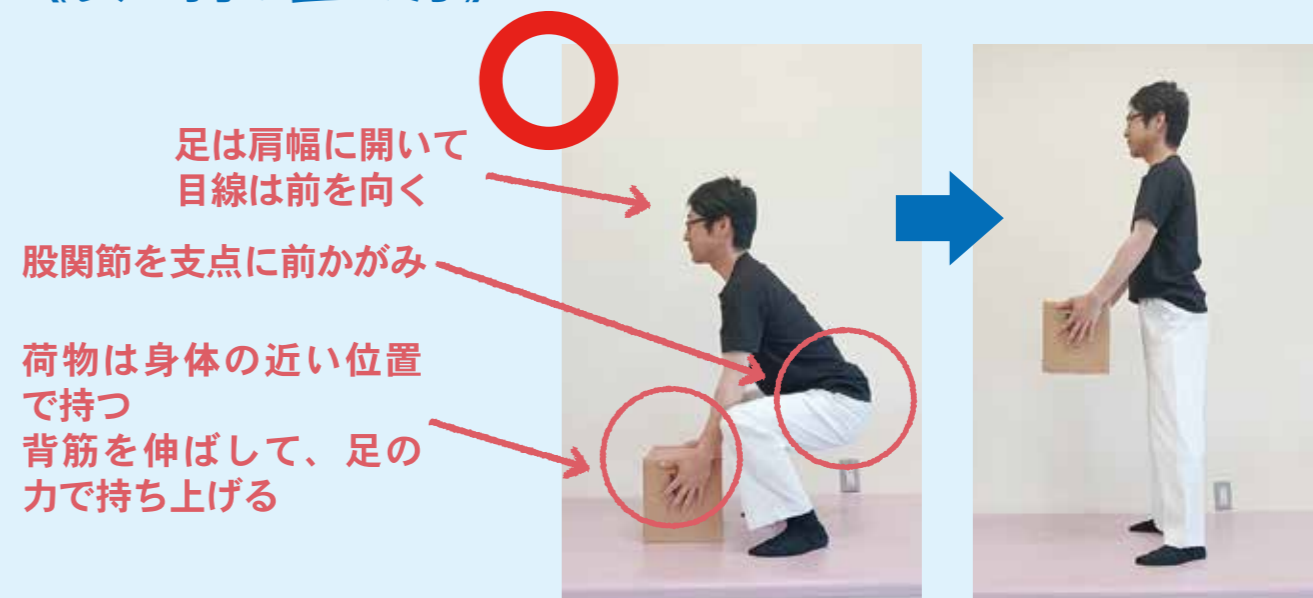 足は肩幅に開いて
目線は前を向く
股関節を支点に前かがみ
荷物は身体の近い位置
で持つ
背筋を伸ばして、足の
力で持ち上げる